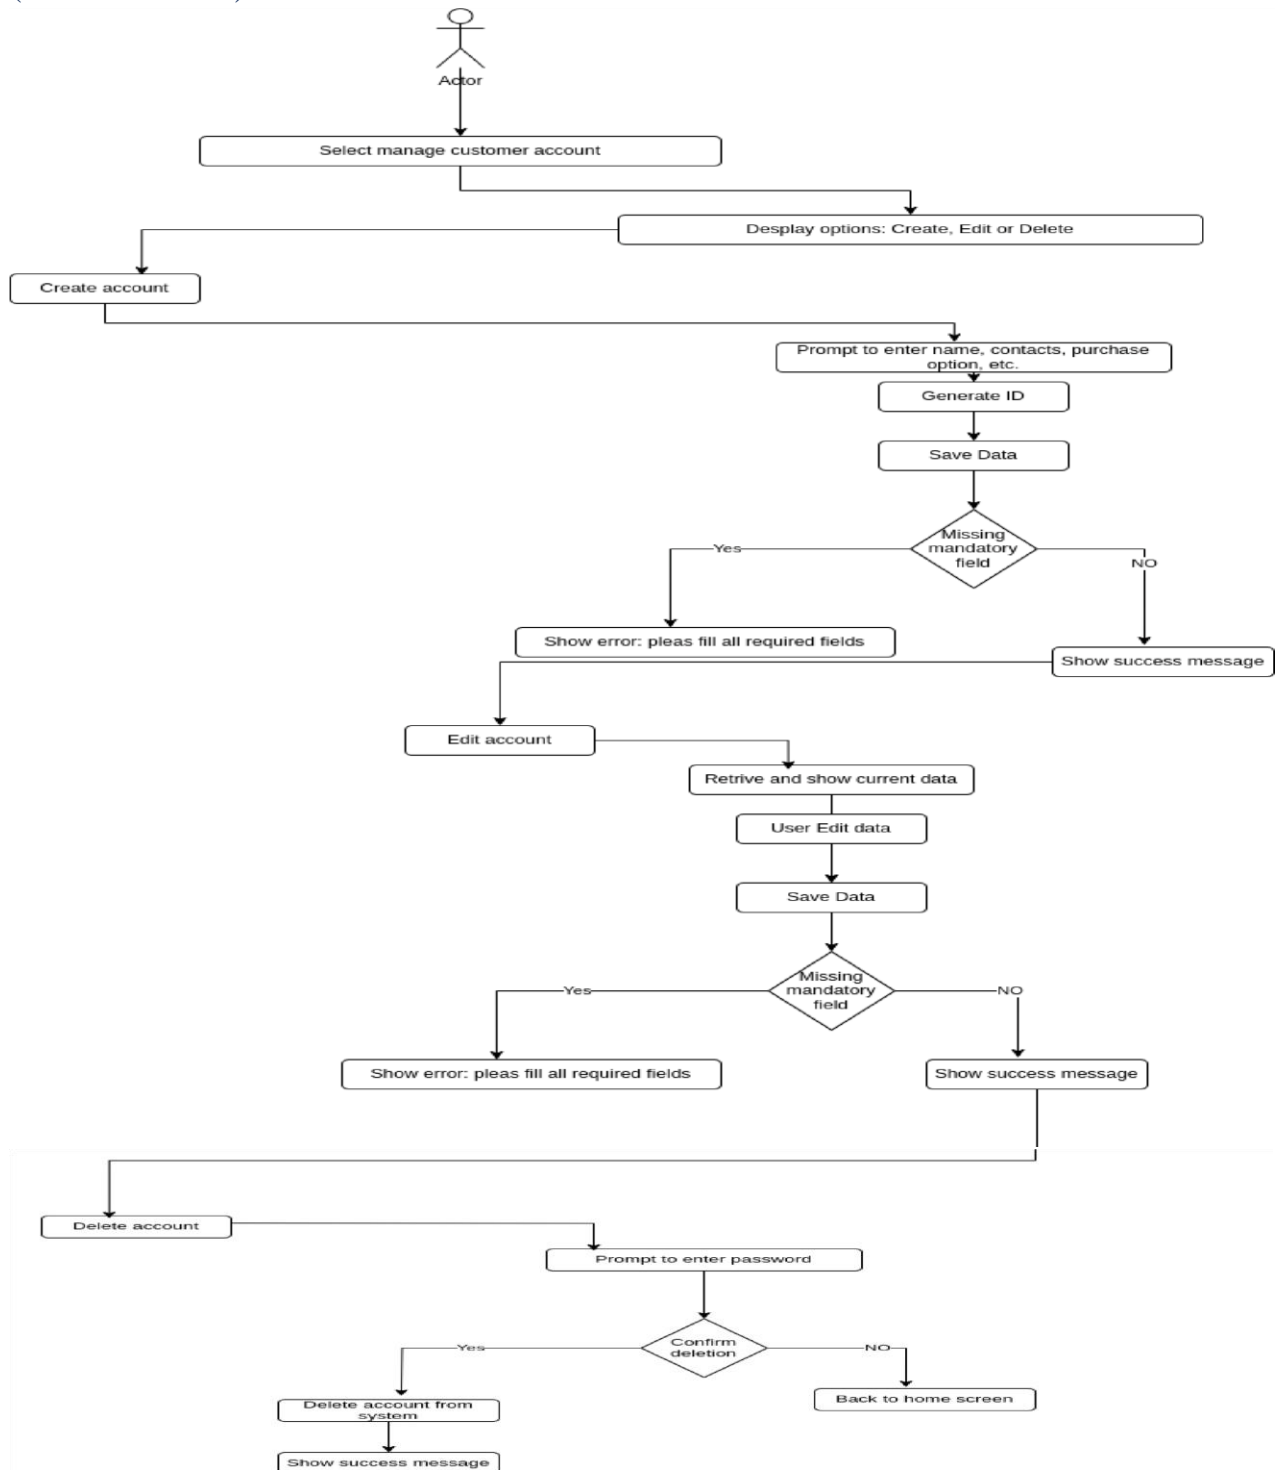 Actor
Select manage customer account
Desplay options: Create, Edit or Delete
Create account
Prompt to enter name, contacts, purchase
option, etc.
Generate ID
Save Data
Missing
mandatory
field
Yes
NO
Show error: pleas fill all required fields
Show success message
Edit account
Retrive and show current data
User Edit data
Save Data
Missing
mandatory
field
Yes
NO
Show error: pleas fill all required fields
Show success message
Delete account
Prompt to enter password
Confirm
deletion
Yes
NO
Back to home screen
Delete account from
system
Show success message